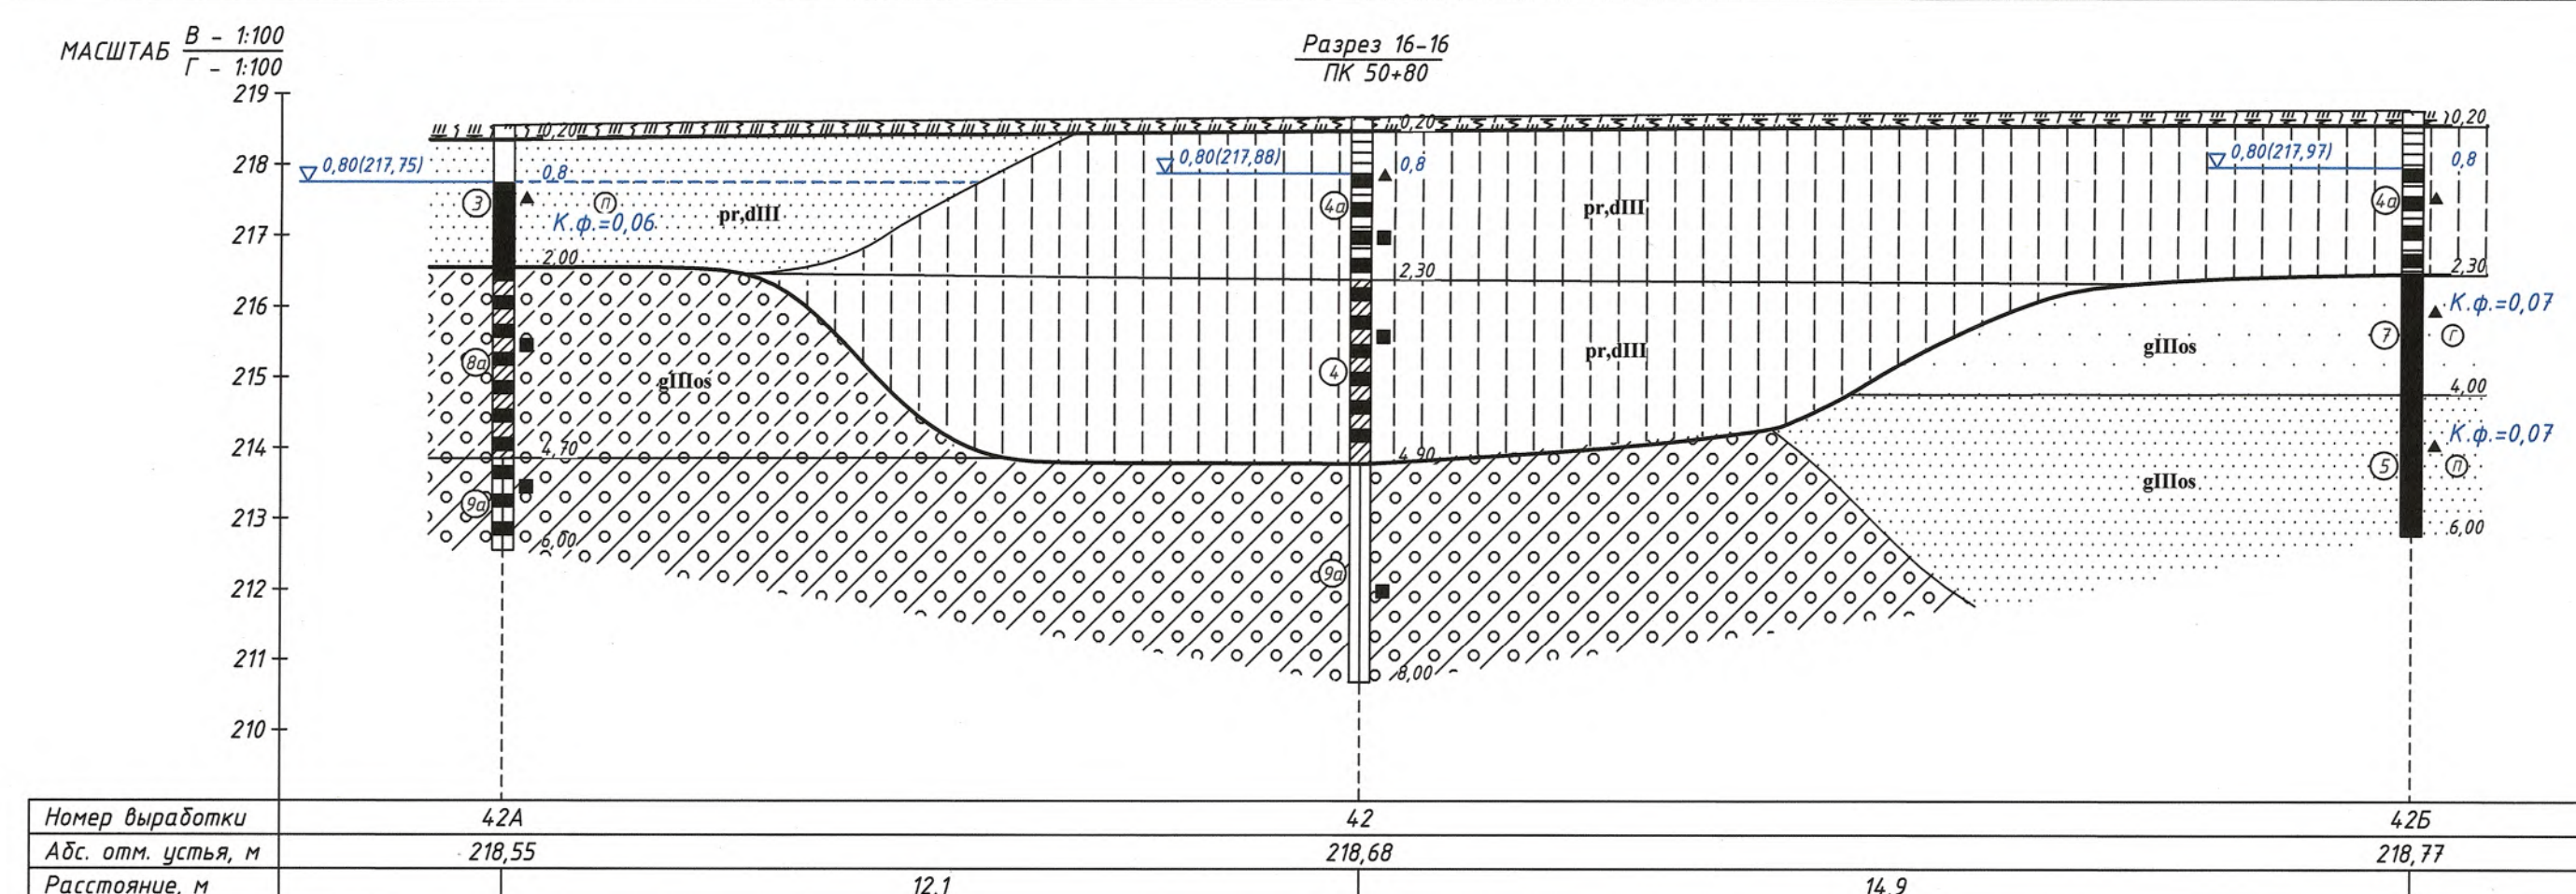 МАСШТАБ В - 1:100
Г - 1:100
Разрез 16-16
ПК 50+80
219
218
217
216
215
214
213
212
211
210
0,20
0,80(217,75)
0,8
3
п
К.ф.=0,06
pr,dIII
2,00
8а
gIIIos
4,70
9а
6,00
0,20
0,80(217,88)
0,8
4а
pr,dIII
2,30
4
pr,dIII
4,90
9а
8,00
0,20
0,80(217,97)
0,8
4а
2,30
К.ф.=0,07
7
г
gIIIos
4,00
К.ф.=0,07
5
п
gIIIos
6,00
Номер выработки 42А 42 42Б
Абс. отм. устья, м 218,55 218,68 218,77
Расстояние, м 12,1 14,9